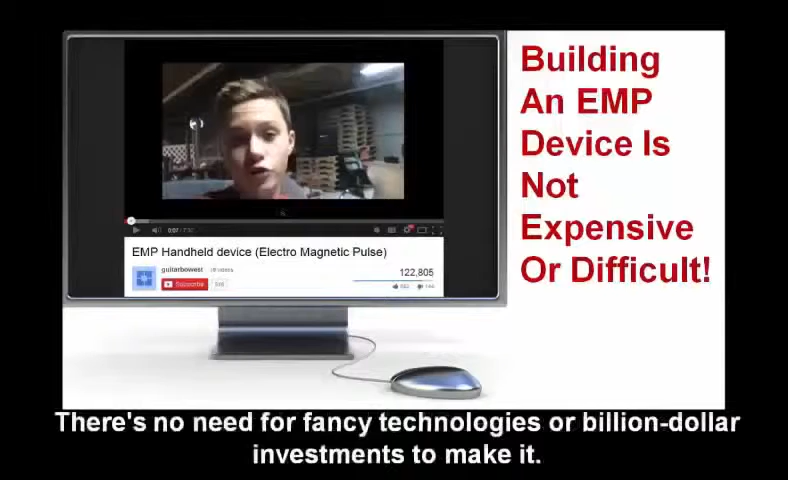 Building
An EMP
Device Is
Not
Expensive
Or Difficult!
EMP Handheld device (Electro Magnetic Pulse)
guitarbowest
Subscribe
122,805
There's no need for fancy technologies or billion-dollar
investments to make it.